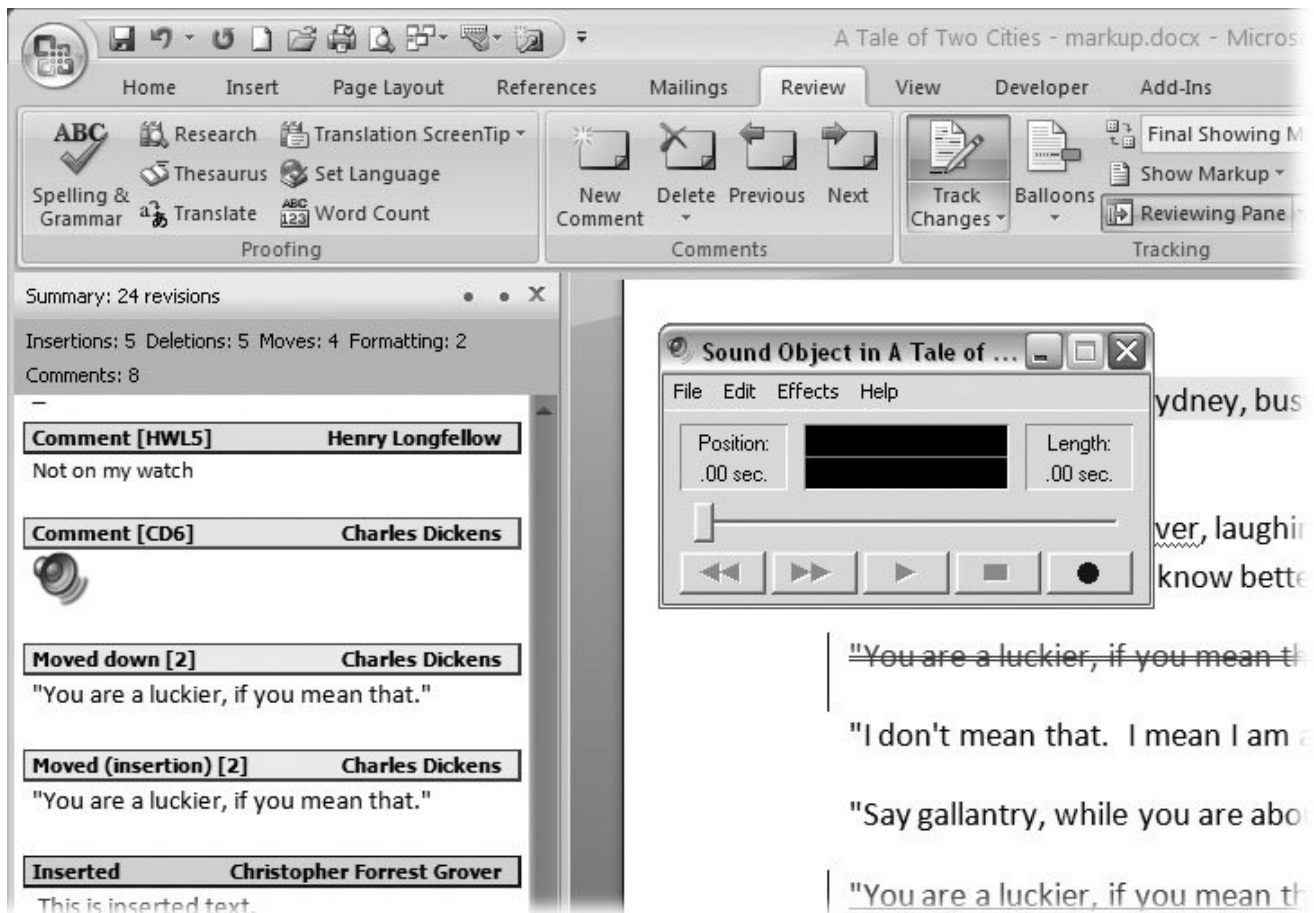 A Tale of Two Cities - markup.docx - Micros
Home Insert Page Layout References Mailings Review View Developer Add-Ins
ABC Research Translation ScreenTip
Final Showing M
Thesaurus Set Language
Show Markup
Spelling & Grammar
Translate
ABC 123 Word Count
New Comment
Delete Previous Next
Track Changes
Balloons
Reviewing Pane
Proofing Comments Tracking
Summary: 24 revisions
Insertions: 5 Deletions: 5 Moves: 4 Formatting: 2
Comments: 8
Comment [HWL5] Henry Longfellow
Not on my watch
Comment [CD6] Charles Dickens
Moved down [2] Charles Dickens
"You are a luckier, if you mean that."
Moved (insertion) [2] Charles Dickens
"You are a luckier, if you mean that."
Inserted Christopher Forrest Grover
This is inserted text.
Sound Object in A Tale of ...
File Edit Effects Help
Position: Length:
.00 sec. .00 sec.
ydney, bus
ver, laughin
know bette
"You are a luckier, if you mean th
"I don't mean that. I mean I am a
"Say gallantry, while you are abo
"You are a luckier, if you mean th